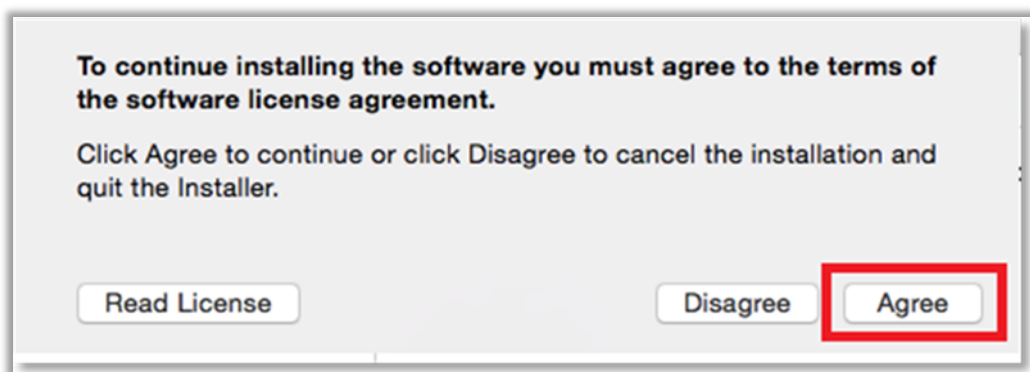 To continue installing the software you must agree to the terms of
the software license agreement.
Click Agree to continue or click Disagree to cancel the installation and
quit the Installer.
Read License Disagree Agree